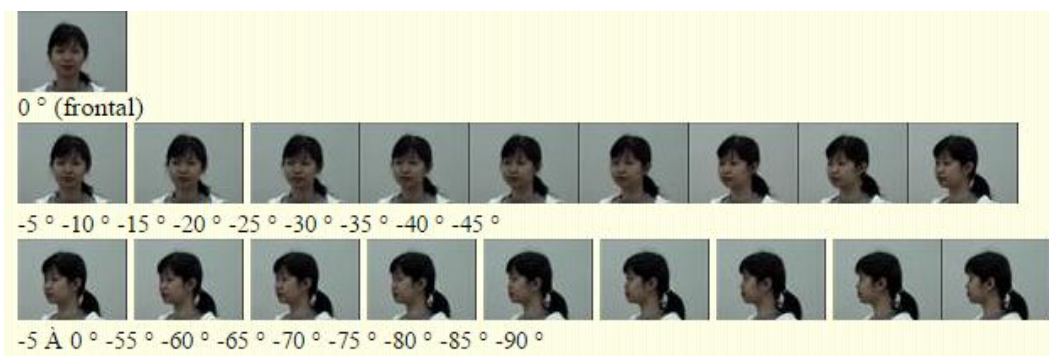 0 ° (frontal)
-5 ° -10 ° -15 ° -20 ° -25 ° -30 ° -35 ° -40 ° -45 °
-5 À 0 ° -55 ° -60 ° -65 ° -70 ° -75 ° -80 ° -85 ° -90 °